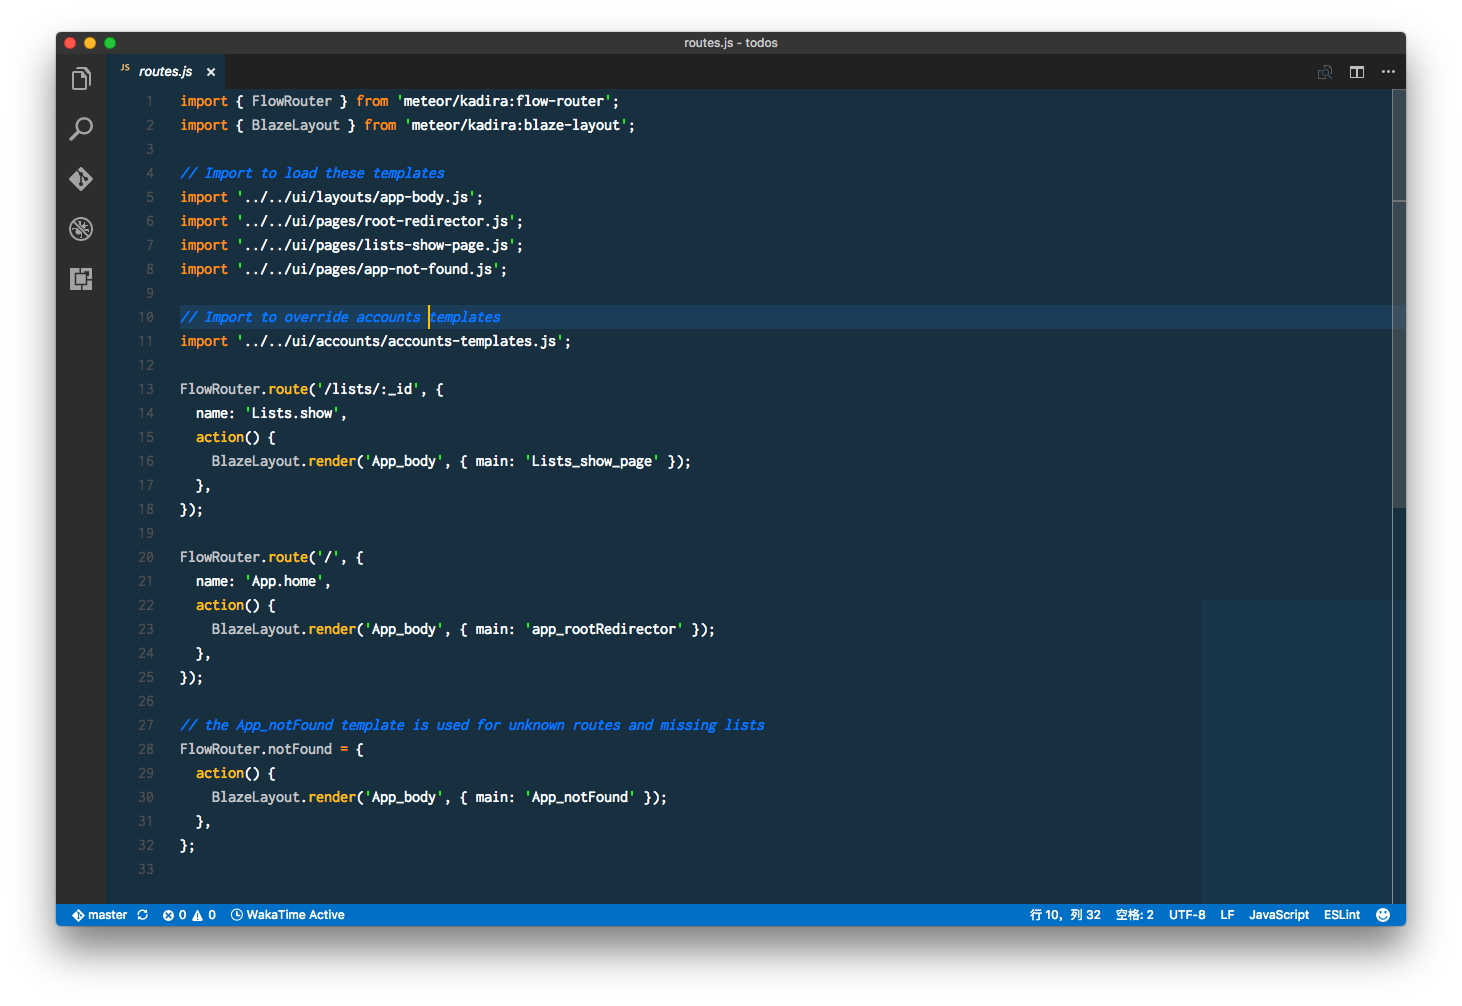 routes.js - todos
JS routes.js ×
1 import { FlowRouter } from 'meteor/kadira:flow-router';
2 import { BlazeLayout } from 'meteor/kadira:blaze-layout';
3
4 // Import to load these templates
5 import '../../ui/layouts/app-body.js';
6 import '../../ui/pages/root-redirector.js';
7 import '../../ui/pages/lists-show-page.js';
8 import '../../ui/pages/app-not-found.js';
9
10 // Import to override accounts templates
11 import '../../ui/accounts/accounts-templates.js';
12
13 FlowRouter.route('/lists/:_id', {
14   name: 'Lists.show',
15   action() {
16     BlazeLayout.render('App_body', { main: 'Lists_show_page' });
17   },
18 });
19
20 FlowRouter.route('/', {
21   name: 'App.home',
22   action() {
23     BlazeLayout.render('App_body', { main: 'app_rootRedirector' });
24   },
25 });
26
27 // the App_notFound template is used for unknown routes and missing lists
28 FlowRouter.notFound = {
29   action() {
30     BlazeLayout.render('App_body', { main: 'App_notFound' });
31   },
32 };
33
master 0 0 WakaTime Active 行 10，列 32 空格: 2 UTF-8 LF JavaScript ESLint